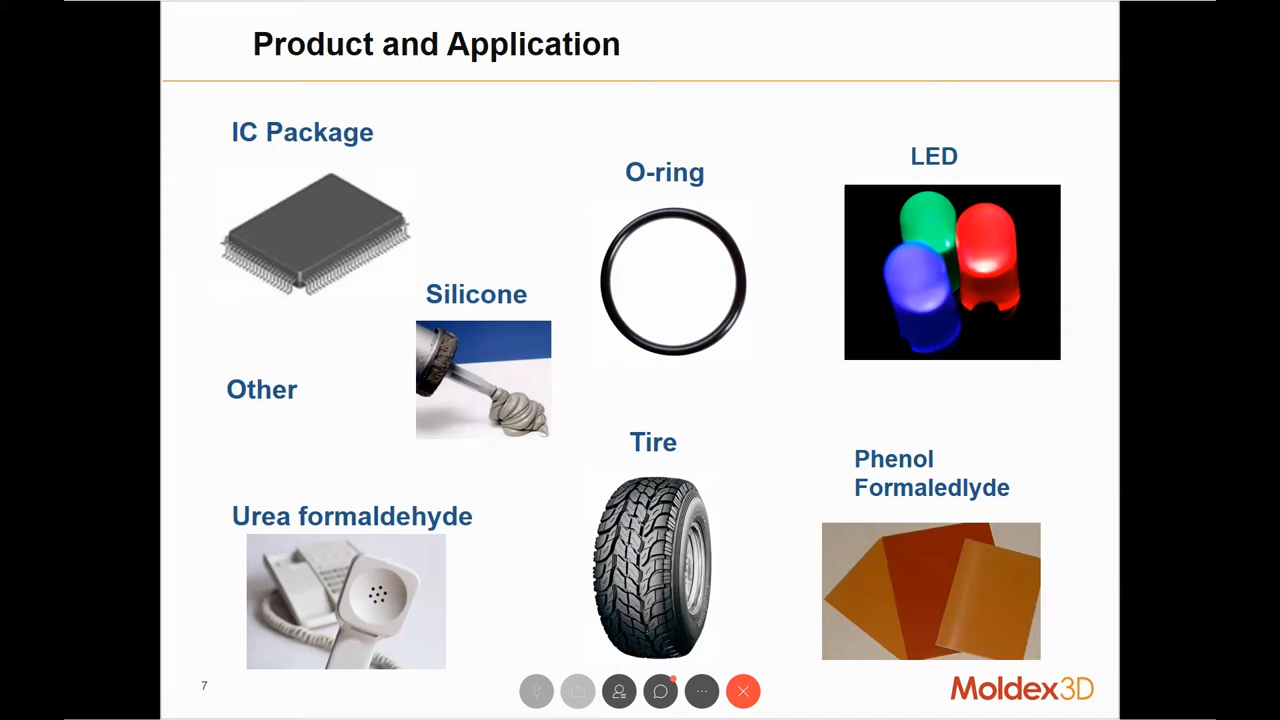 Product and Application
IC Package
O-ring
LED
Silicone
Other
Tire
Phenol
Formaledlyde
Urea formaldehyde
7
Moldex3D